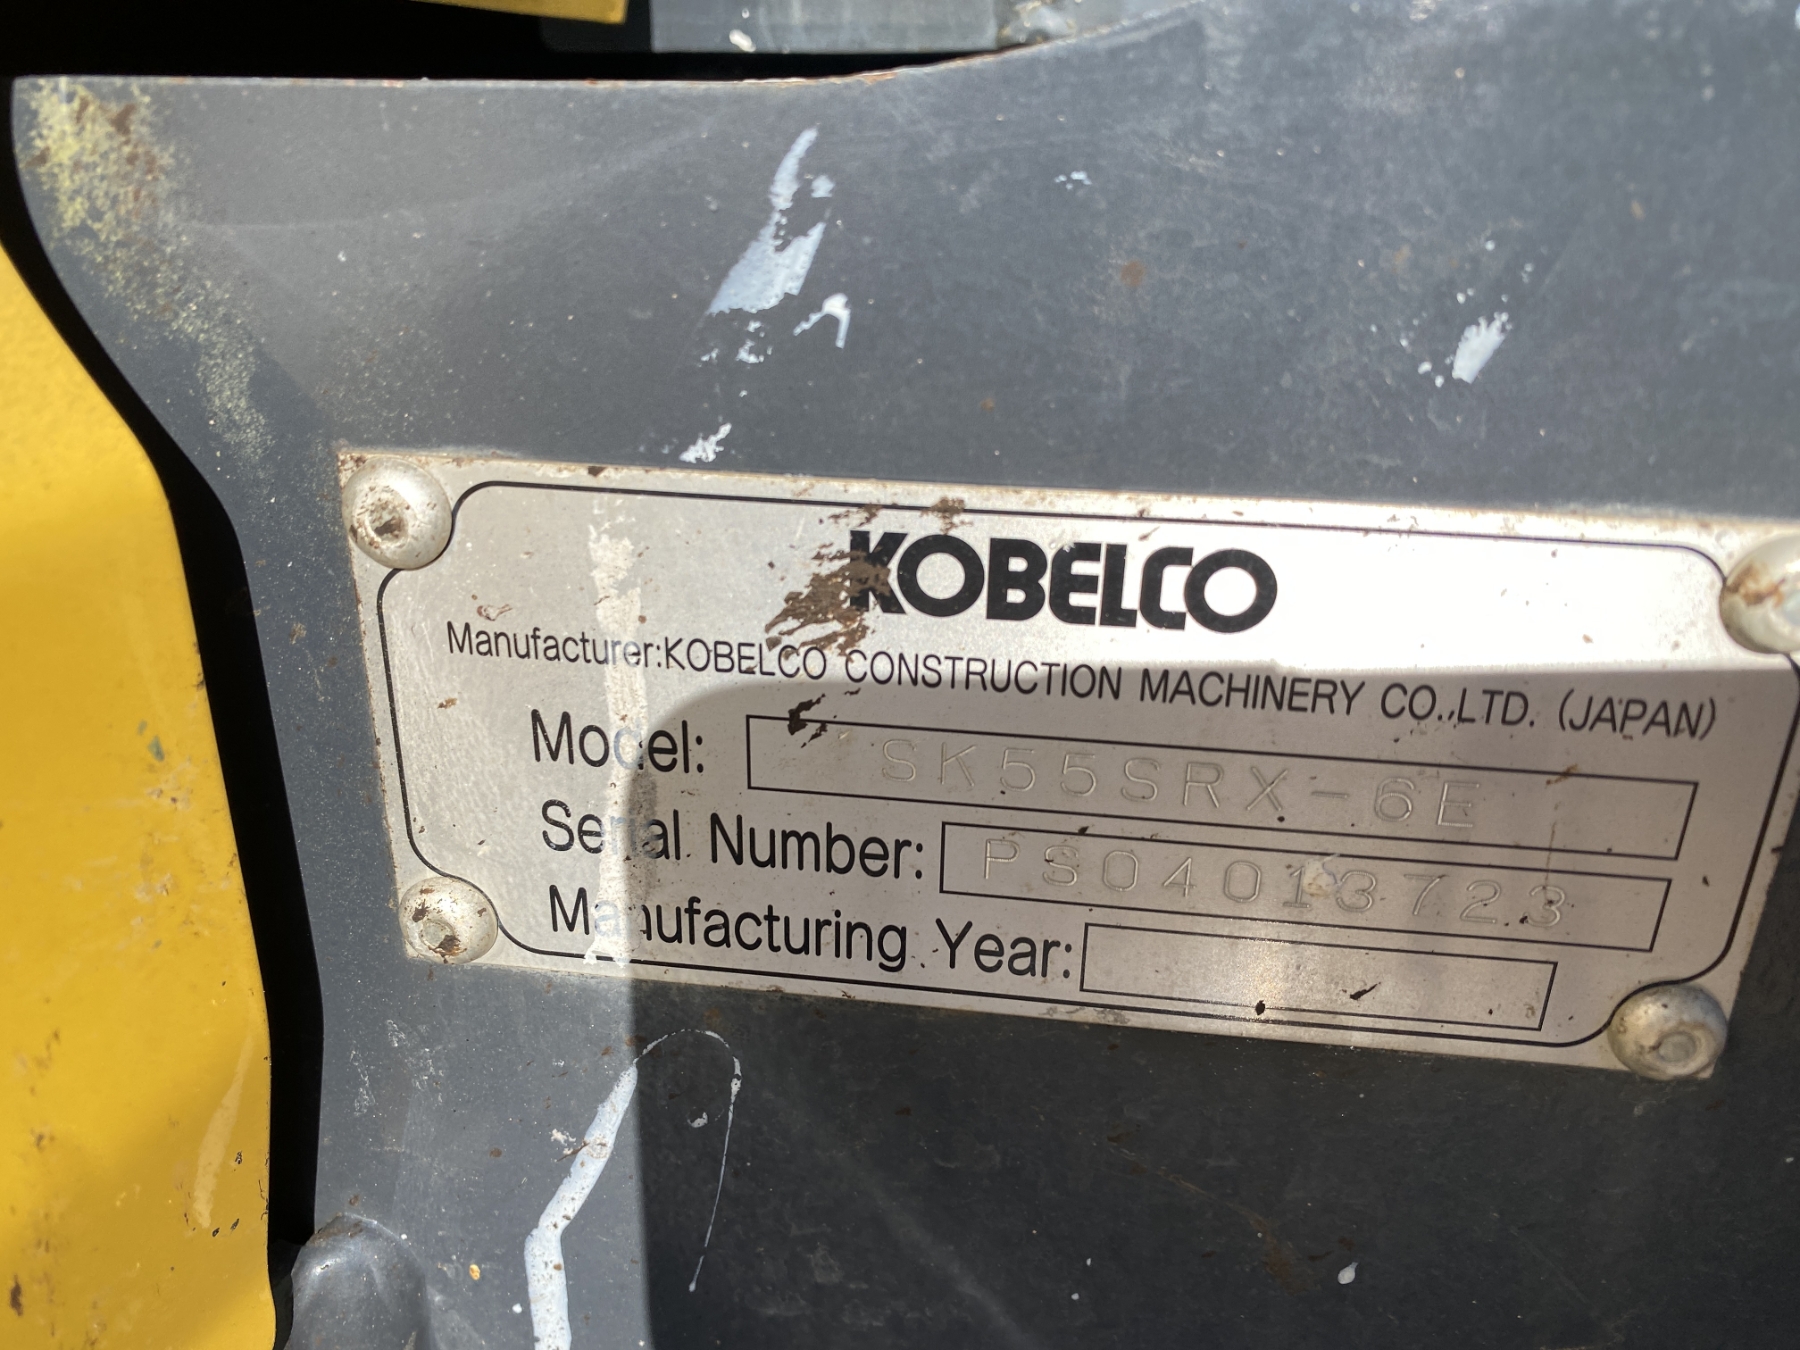 KOBELCO
Manufacturer:KOBELCO CONSTRUCTION MACHINERY CO.,LTD. (JAPAN)
Model: SK55SRX-6E
Serial Number: PS04013723
Manufacturing Year: